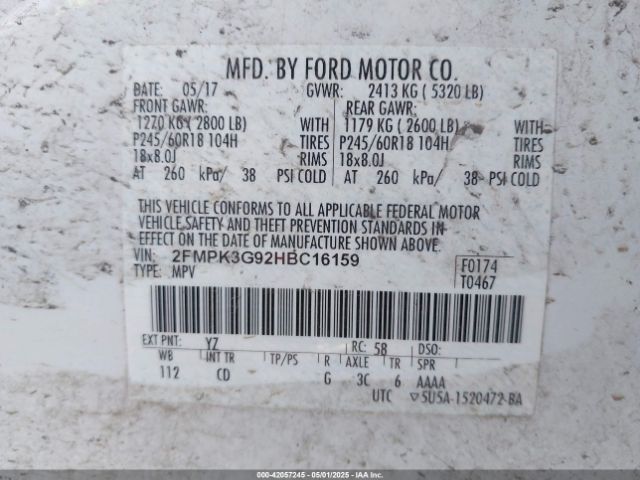 MFD. BY FORD MOTOR CO.
DATE: 05/17 GVWR: 2413 KG ( 5320 LB)
FRONT GAWR: REAR GAWR:
1270 KG ( 2800 LB) WITH 1179 KG ( 2600 LB) WITH
P245/60R18 104H TIRES P245/60R18 104H TIRES
18x8.0J RIMS 18x8.0J RIMS
AT 260 kPa/ 38 PSI COLD AT 260 kPa/ 38 PSI COLD
THIS VEHICLE CONFORMS TO ALL APPLICABLE FEDERAL MOTOR
VEHICLE SAFETY AND THEFT PREVENTION STANDARDS IN
EFFECT ON THE DATE OF MANUFACTURE SHOWN ABOVE.
VIN: 2FMPK3G92HBC16159 F0174
TYPE: MPV T0467
EXT PNT: YZ RC: 58 DSO:
WB INT TR TP/PS R AXLE TR SPR
112 CD G 3C 6 AAAA
UTC ▽SU5A-1520472-BA
000-42057245 - 05/01/2025 - IAAI.COM